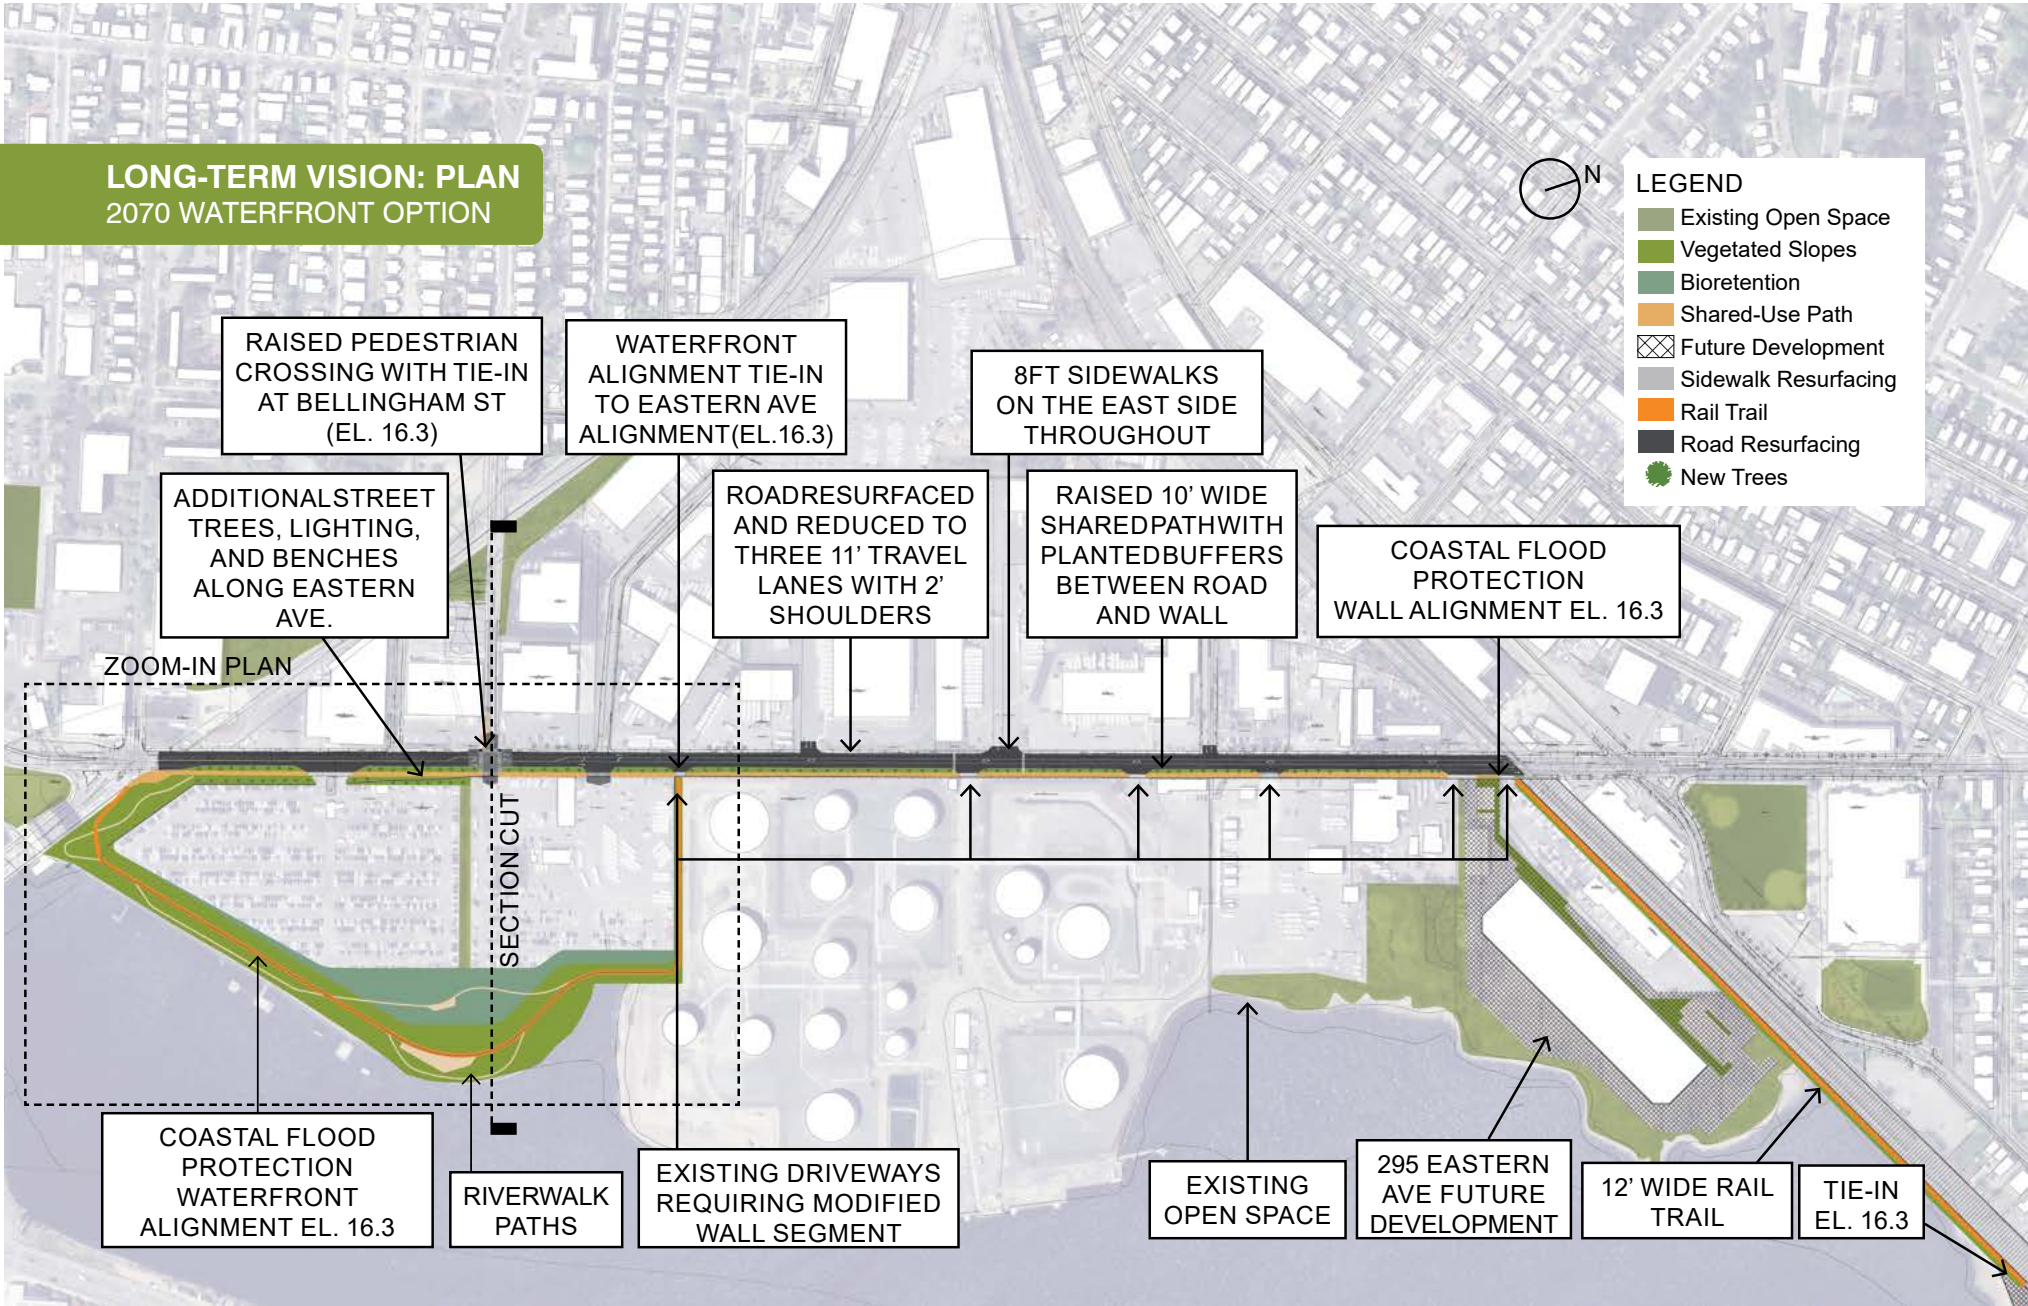 LONG-TERM VISION: PLAN
2070 WATERFRONT OPTION
N
LEGEND
Existing Open Space
Vegetated Slopes
Bioretention
Shared-Use Path
Future Development
Sidewalk Resurfacing
Rail Trail
Road Resurfacing
New Trees
RAISED PEDESTRIAN
CROSSING WITH TIE-IN
AT BELLINGHAM ST
(EL. 16.3)
WATERFRONT
ALIGNMENT TIE-IN
TO EASTERN AVE
ALIGNMENT(EL.16.3)
8FT SIDEWALKS
ON THE EAST SIDE
THROUGHOUT
ADDITIONALSTREET
TREES, LIGHTING,
AND BENCHES
ALONG EASTERN
AVE.
ROADRESURFACED
AND REDUCED TO
THREE 11’ TRAVEL
LANES WITH 2’
SHOULDERS
RAISED 10’ WIDE
SHAREDPATHWITH
PLANTEDBUFFERS
BETWEEN ROAD
AND WALL
COASTAL FLOOD
PROTECTION
WALL ALIGNMENT EL. 16.3
ZOOM-IN PLAN
SECTION CUT
COASTAL FLOOD
PROTECTION
WATERFRONT
ALIGNMENT EL. 16.3
RIVERWALK
PATHS
EXISTING DRIVEWAYS
REQUIRING MODIFIED
WALL SEGMENT
EXISTING
OPEN SPACE
295 EASTERN
AVE FUTURE
DEVELOPMENT
12’ WIDE RAIL
TRAIL
TIE-IN
EL. 16.3